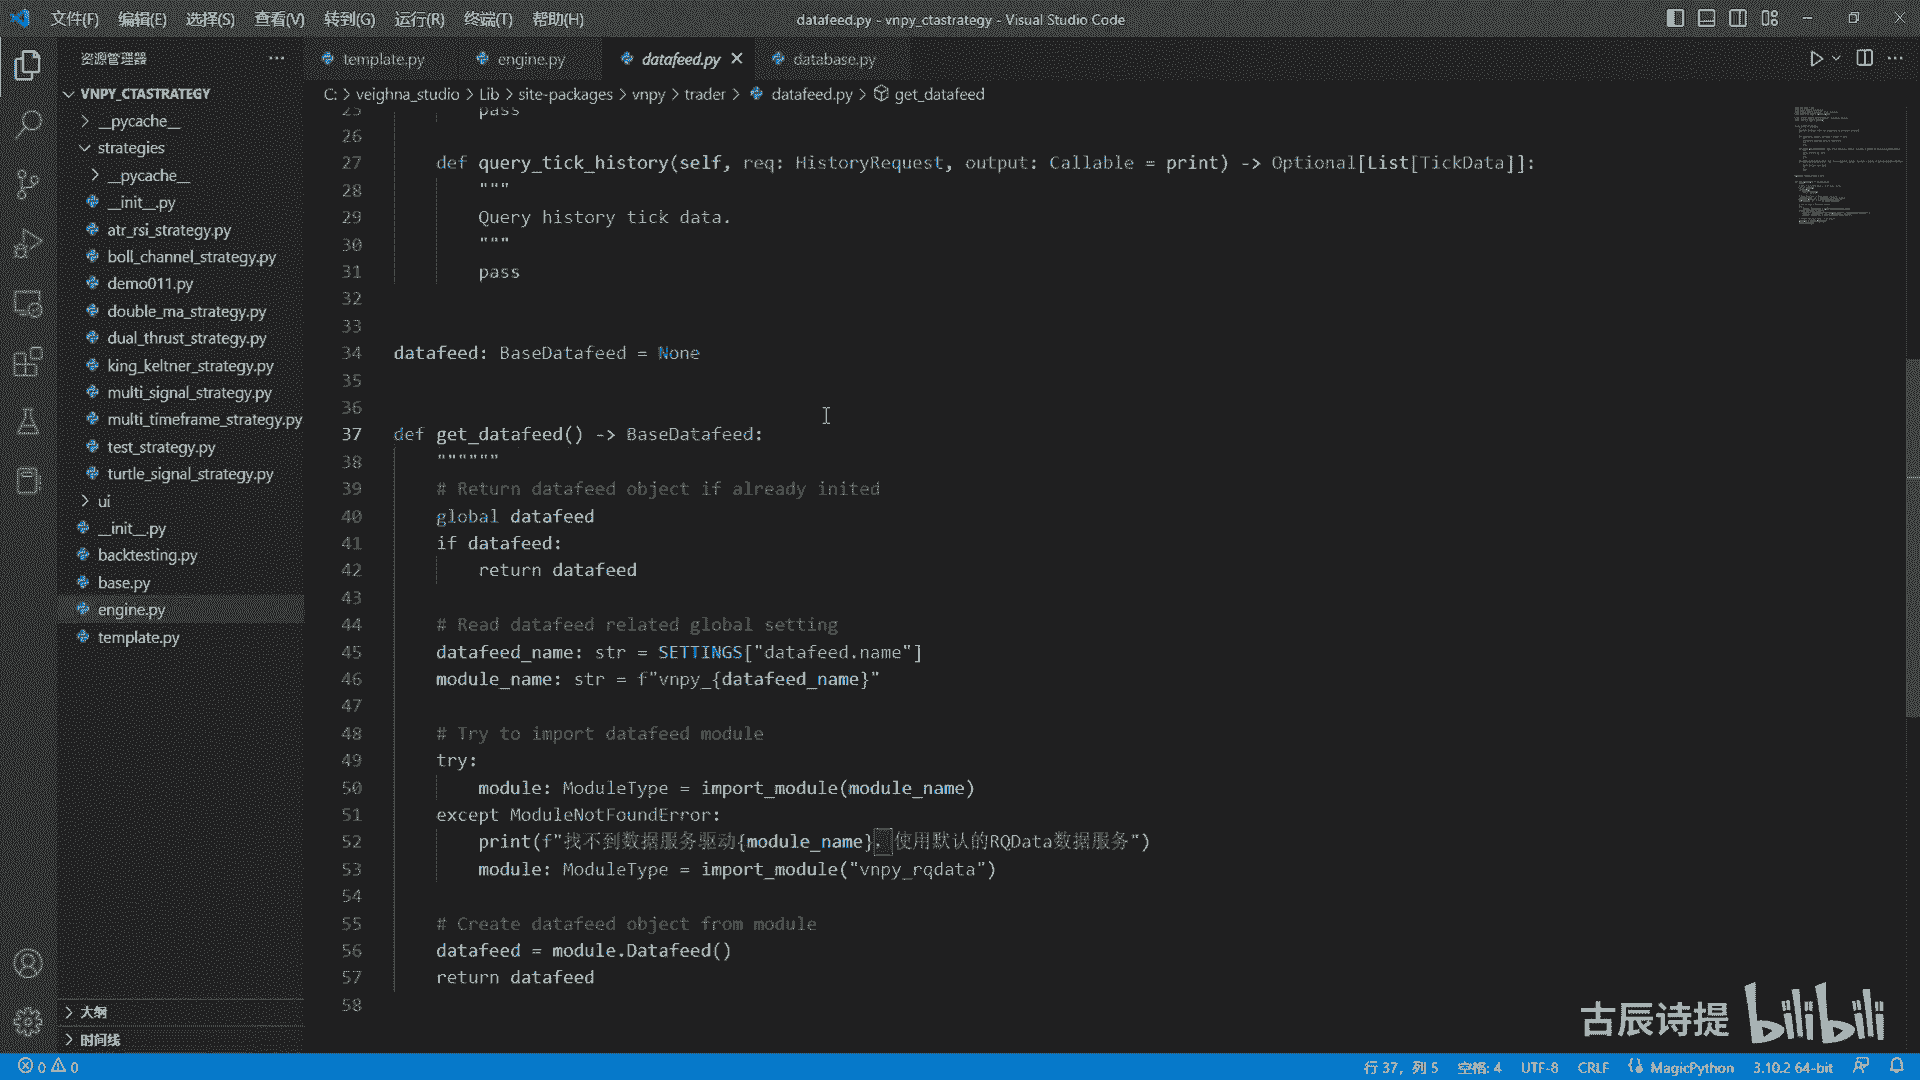 文件(F) 编辑(E) 选择(S) 查看(V) 转到(G) 运行(R) 终端(T) 帮助(H) datafeed.py - vnpy_ctastrategy - Visual Studio Code
资源管理器
template.py engine.py datafeed.py database.py
VNPY_CTASTRATEGY
C: > veighna_studio > Lib > site-packages > vnpy > trader > datafeed.py > get_datafeed
__pycache__
strategies
__pycache__
__init__.py
atr_rsi_strategy.py
boll_channel_strategy.py
demo011.py
double_ma_strategy.py
dual_thrust_strategy.py
king_keltner_strategy.py
multi_signal_strategy.py
multi_timeframe_strategy.py
test_strategy.py
turtle_signal_strategy.py
ui
__init__.py
backtesting.py
base.py
engine.py
template.py
大纲
时间线
25 pass
26
27 def query_tick_history(self, req: HistoryRequest, output: Callable = print) -> Optional[List[TickData]]:
28 """
29 Query history tick data.
30 """
31 pass
32
33
34 datafeed: BaseDatafeed = None
35
36
37 def get_datafeed() -> BaseDatafeed:
38 """"""
39 # Return datafeed object if already inited
40 global datafeed
41 if datafeed:
42 return datafeed
43
44 # Read datafeed related global setting
45 datafeed_name: str = SETTINGS["datafeed.name"]
46 module_name: str = f"vnpy_{datafeed_name}"
47
48 # Try to import datafeed module
49 try:
50 module: ModuleType = import_module(module_name)
51 except ModuleNotFoundError:
52 print(f"找不到数据服务驱动{module_name}，使用默认的RQData数据服务")
53 module: ModuleType = import_module("vnpy_rqdata")
54
55 # Create datafeed object from module
56 datafeed = module.Datafeed()
57 return datafeed
58
古辰诗提 bilibili
0 0 行 37，列 5 空格: 4 UTF-8 CRLF MagicPython 3.10.2 64-bit